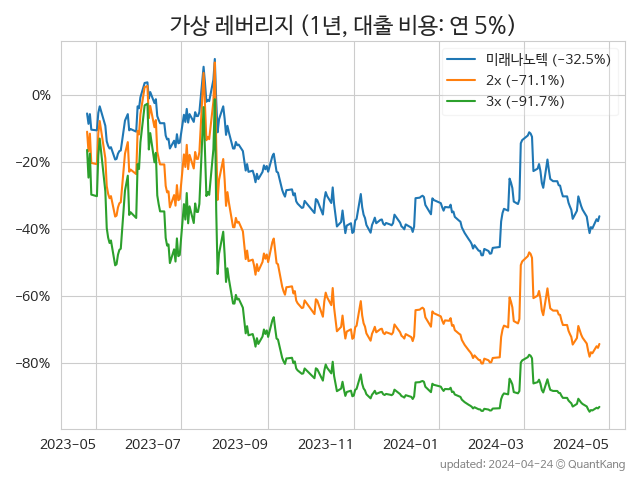 가상 레버리지 (1년, 대출 비용: 연 5%)
미래나노텍 (−32.5%)
2x (−71.1%)
3x (−91.7%)
0%
−20%
−40%
−60%
−80%
2023-05 2023-07 2023-09 2023-11 2024-01 2024-03 2024-05
updated: 2024-04-24 © QuantKang